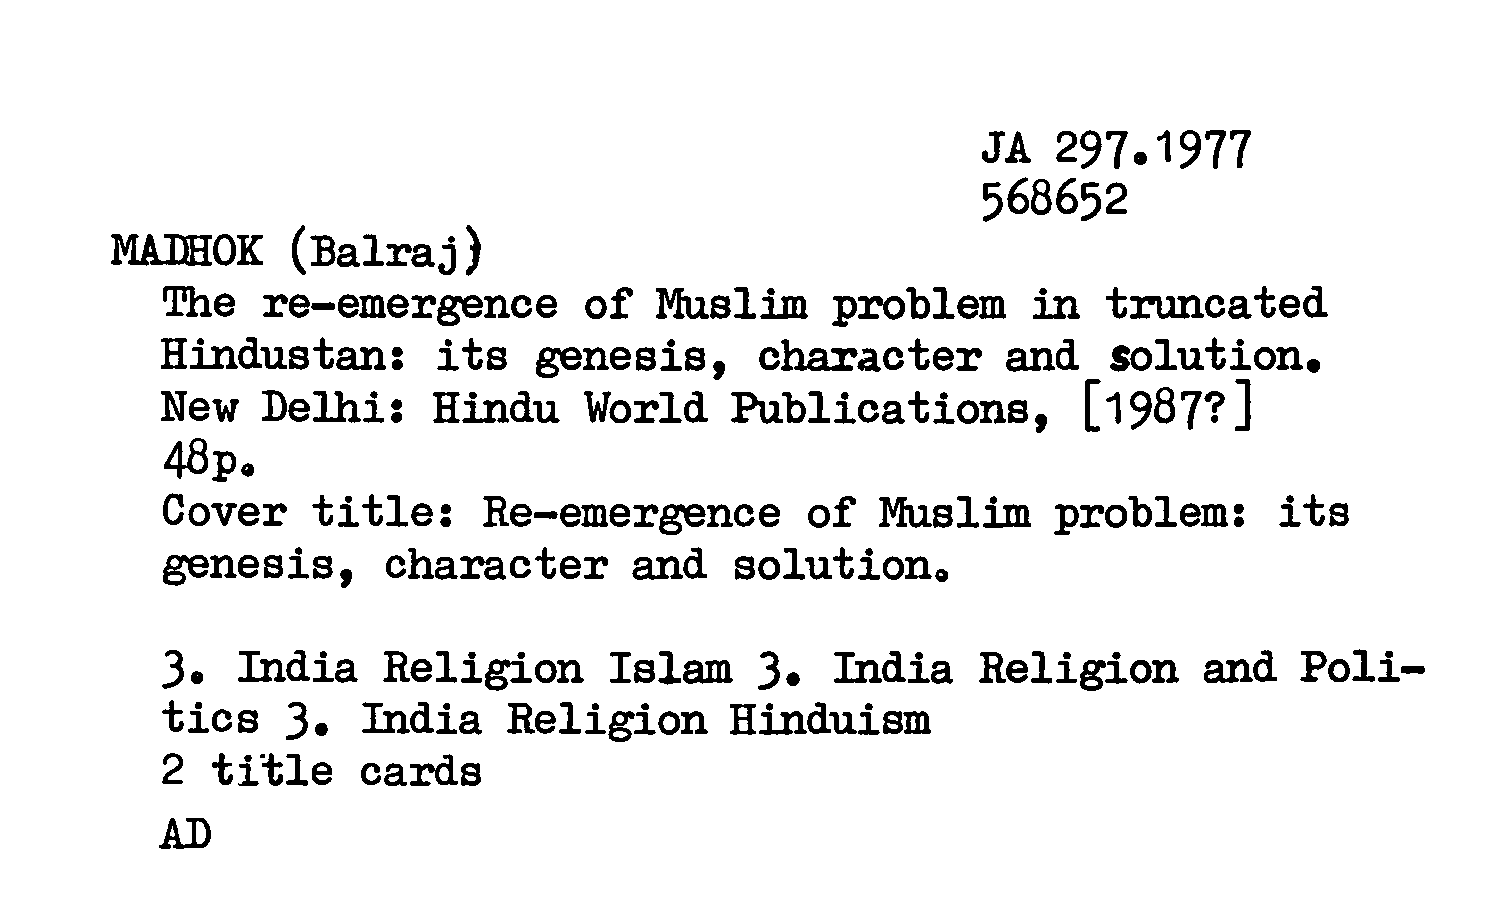 JA 297.1977
568652
MADHOK (Balraj)
The re-emergence of Muslim problem in truncated
Hindustan: its genesis, character and solution.
New Delhi: Hindu World Publications, [1987?]
48p.
Cover title: Re-emergence of Muslim problem: its
genesis, character and solution.
3. India Religion Islam 3. India Religion and Poli-
tics 3. India Religion Hinduism
2 title cards
AD